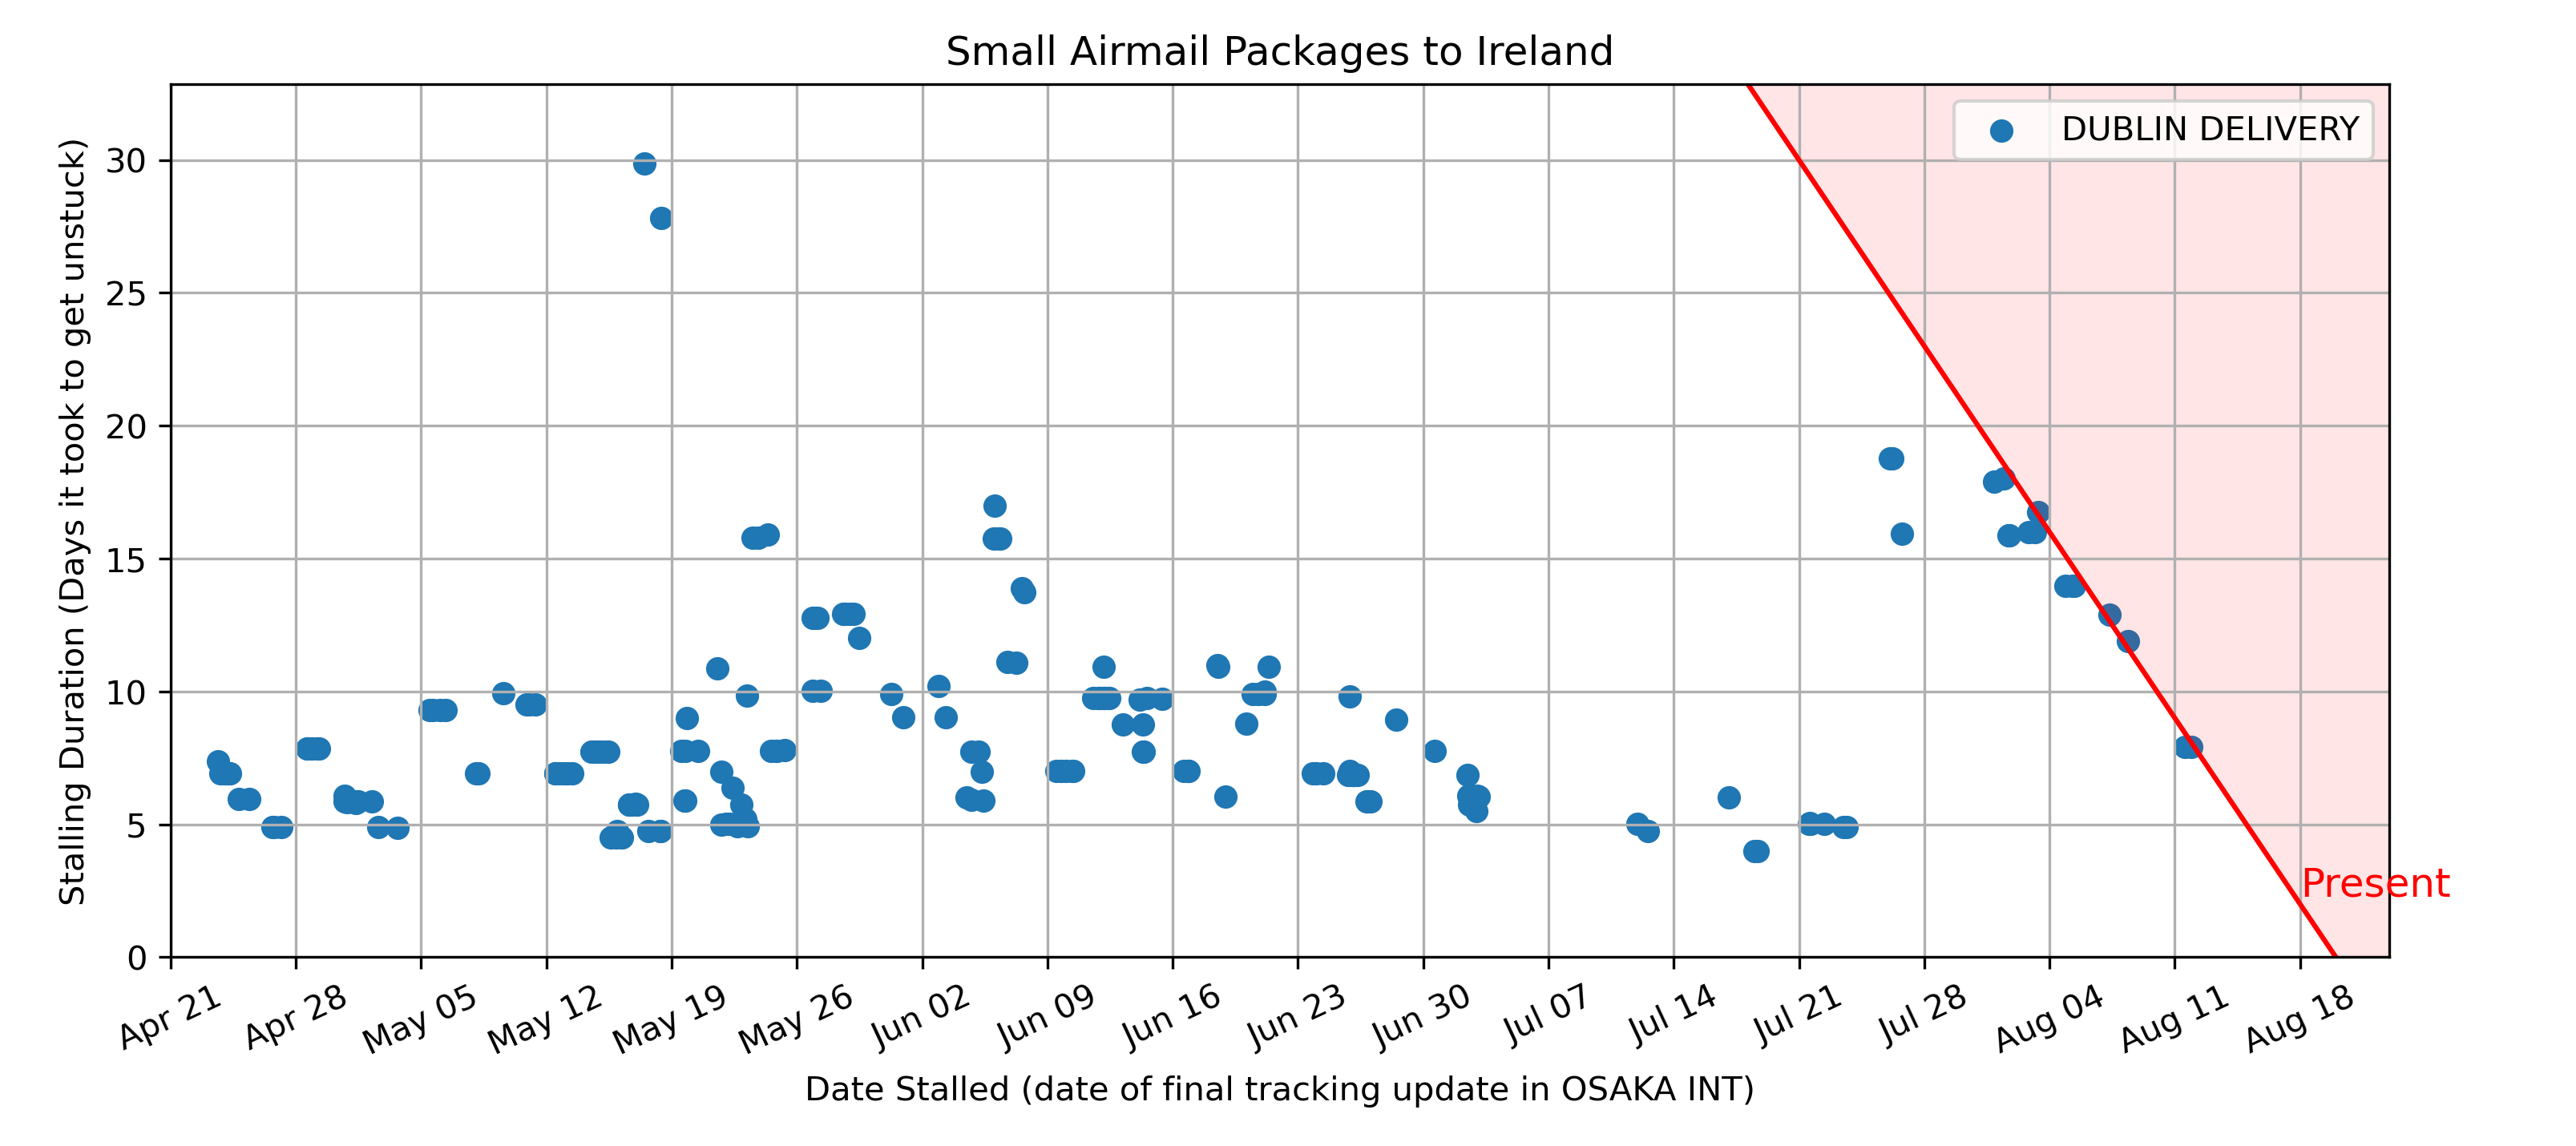 Small Airmail Packages to Ireland
DUBLIN DELIVERY
Stalling Duration (Days it took to get unstuck)
30
25
20
15
10
5
0
Present
Apr 21
Apr 28
May 05
May 12
May 19
May 26
Jun 02
Jun 09
Jun 16
Jun 23
Jun 30
Jul 07
Jul 14
Jul 21
Jul 28
Aug 04
Aug 11
Aug 18
Date Stalled (date of final tracking update in OSAKA INT)